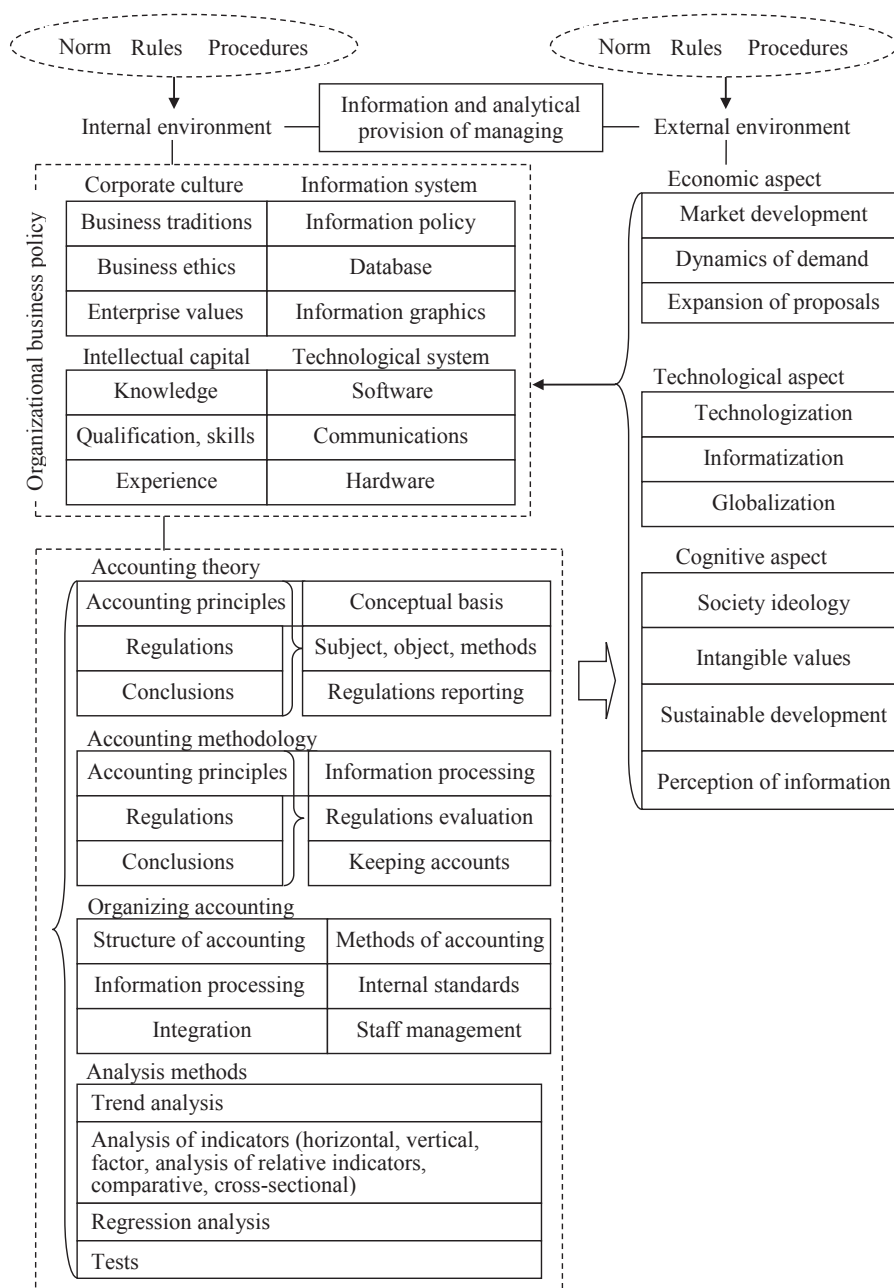 Norm Rules Procedures
Norm Rules Procedures
Information and analytical
provision of managing
Internal environment
External environment
Organizational business policy
Corporate culture
Information system
Business traditions
Information policy
Business ethics
Database
Enterprise values
Information graphics
Intellectual capital
Technological system
Knowledge
Software
Qualification, skills
Communications
Experience
Hardware
Economic aspect
Market development
Dynamics of demand
Expansion of proposals
Technological aspect
Technologization
Informatization
Globalization
Cognitive aspect
Society ideology
Intangible values
Sustainable development
Perception of information
Accounting theory
Accounting principles
Conceptual basis
Regulations
Subject, object, methods
Conclusions
Regulations reporting
Accounting methodology
Accounting principles
Information processing
Regulations
Regulations evaluation
Conclusions
Keeping accounts
Organizing accounting
Structure of accounting
Methods of accounting
Information processing
Internal standards
Integration
Staff management
Analysis methods
Trend analysis
Analysis of indicators (horizontal, vertical,
factor, analysis of relative indicators,
comparative, cross-sectional)
Regression analysis
Tests